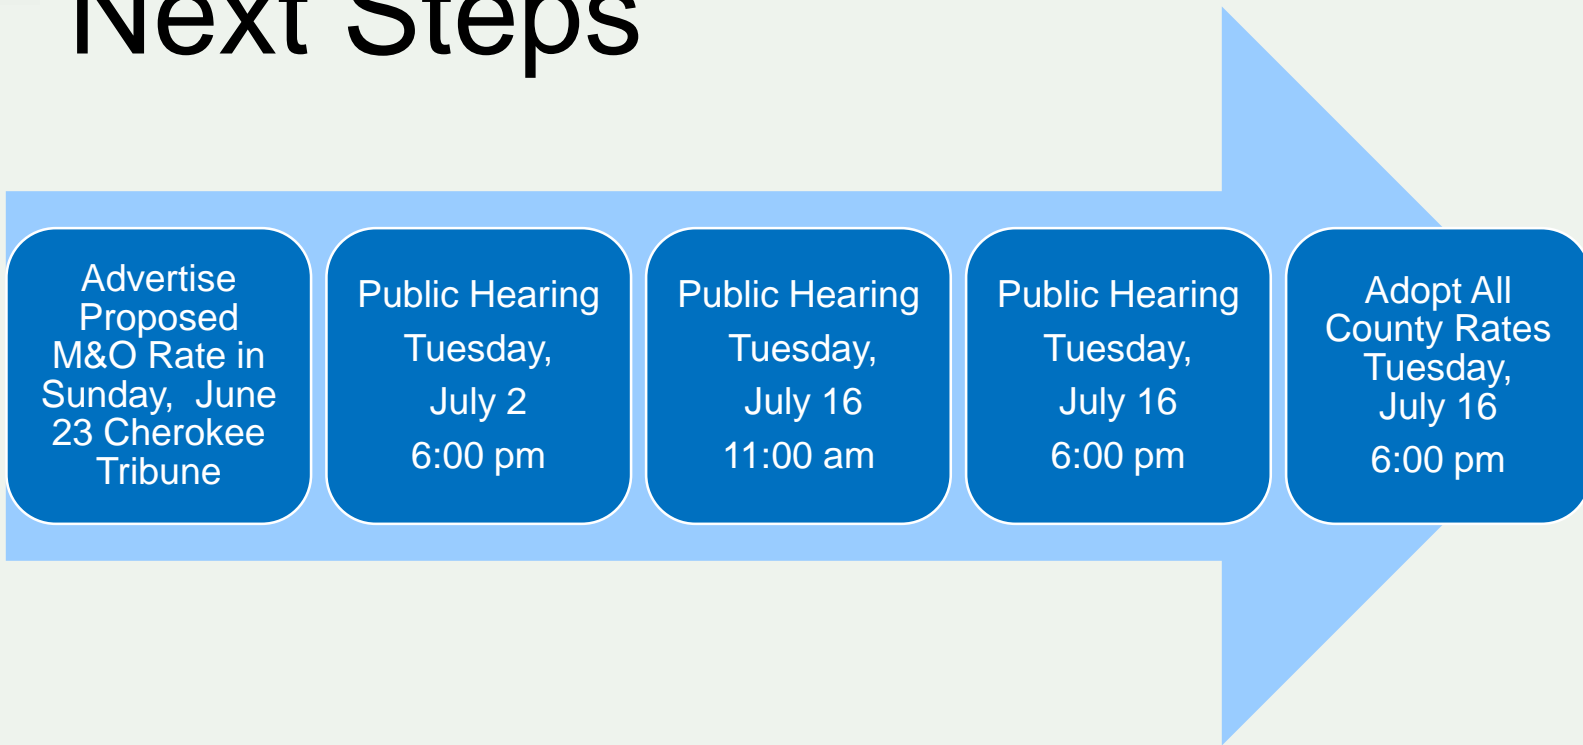 Next Steps
Advertise
Proposed
M&O Rate in
Sunday,  June
23 Cherokee
Tribune
Public Hearing
Tuesday,
July 2
6:00 pm
Public Hearing
Tuesday,
July 16
11:00 am
Public Hearing
Tuesday,
July 16
6:00 pm
Adopt All
County Rates
Tuesday,
July 16
6:00 pm